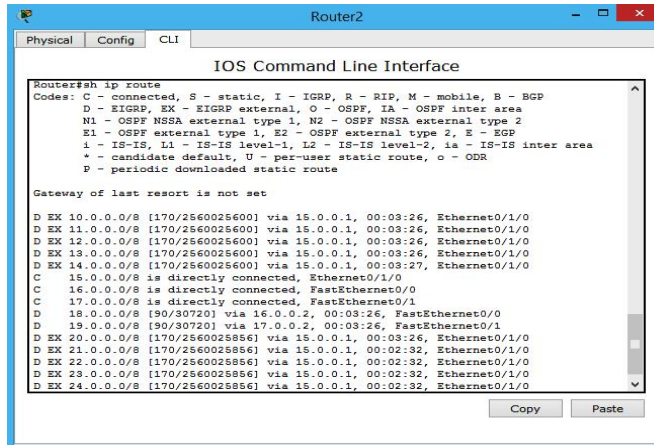 Router2
Physical Config CLI
IOS Command Line Interface
Router#sh ip route
Codes: C - connected, S - static, I - IGRP, R - RIP, M - mobile, B - BGP
D - EIGRP, EX - EIGRP external, O - OSPF, IA - OSPF inter area
N1 - OSPF NSSA external type 1, N2 - OSPF NSSA external type 2
E1 - OSPF external type 1, E2 - OSPF external type 2, E - EGP
i - IS-IS, L1 - IS-IS level-1, L2 - IS-IS level-2, ia - IS-IS inter area
* - candidate default, U - per-user static route, o - ODR
P - periodic downloaded static route
Gateway of last resort is not set
D EX 10.0.0.0/8 [170/2560025600] via 15.0.0.1, 00:03:26, Ethernet0/1/0
D EX 11.0.0.0/8 [170/2560025600] via 15.0.0.1, 00:03:26, Ethernet0/1/0
D EX 12.0.0.0/8 [170/2560025600] via 15.0.0.1, 00:03:26, Ethernet0/1/0
D EX 13.0.0.0/8 [170/2560025600] via 15.0.0.1, 00:03:26, Ethernet0/1/0
D EX 14.0.0.0/8 [170/2560025600] via 15.0.0.1, 00:03:27, Ethernet0/1/0
C 15.0.0.0/8 is directly connected, Ethernet0/1/0
C 16.0.0.0/8 is directly connected, FastEthernet0/0
C 17.0.0.0/8 is directly connected, FastEthernet0/1
D 18.0.0.0/8 [90/30720] via 16.0.0.2, 00:03:26, FastEthernet0/0
D 19.0.0.0/8 [90/30720] via 17.0.0.2, 00:03:26, FastEthernet0/1
D EX 20.0.0.0/8 [170/2560025856] via 15.0.0.1, 00:03:26, Ethernet0/1/0
D EX 21.0.0.0/8 [170/2560025856] via 15.0.0.1, 00:02:32, Ethernet0/1/0
D EX 22.0.0.0/8 [170/2560025856] via 15.0.0.1, 00:02:32, Ethernet0/1/0
D EX 23.0.0.0/8 [170/2560025856] via 15.0.0.1, 00:02:32, Ethernet0/1/0
D EX 24.0.0.0/8 [170/2560025856] via 15.0.0.1, 00:02:32, Ethernet0/1/0
Copy Paste